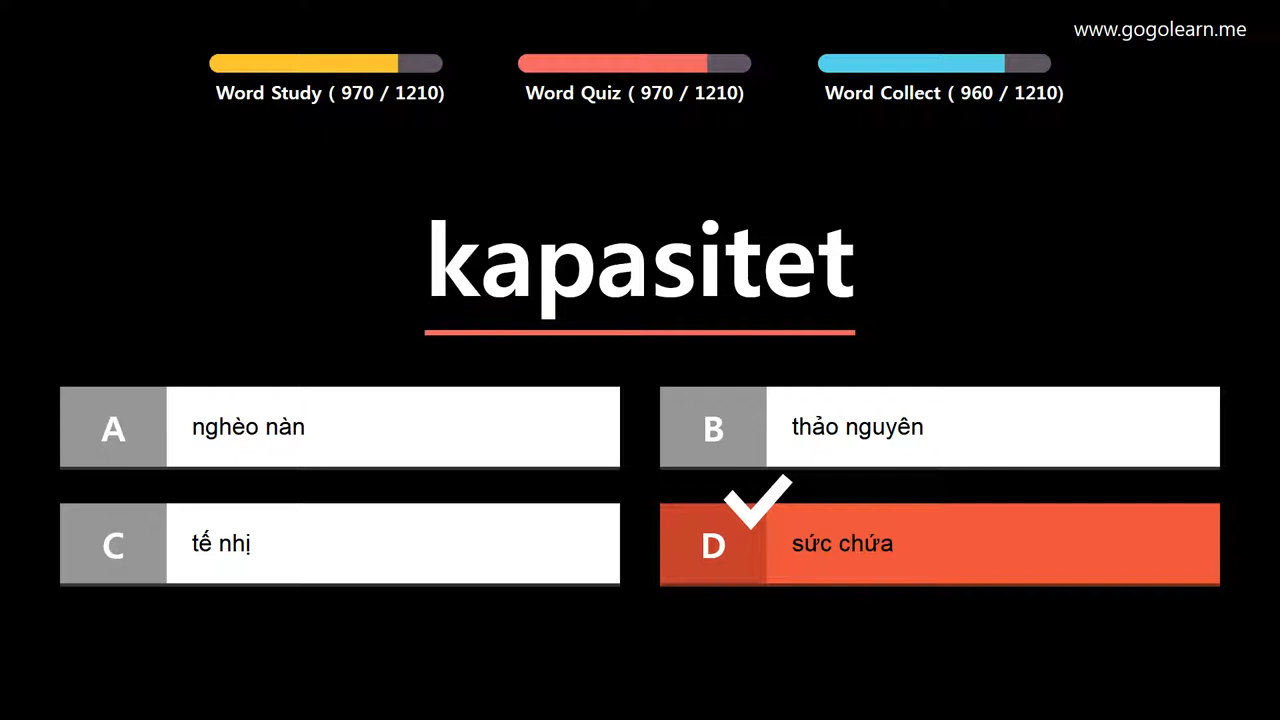 www.gogolearn.me
Word Study ( 970 / 1210)
Word Quiz ( 970 / 1210)
Word Collect ( 960 / 1210)
kapasitet
A nghèo nàn
B thảo nguyên
C tế nhị
D sức chứa